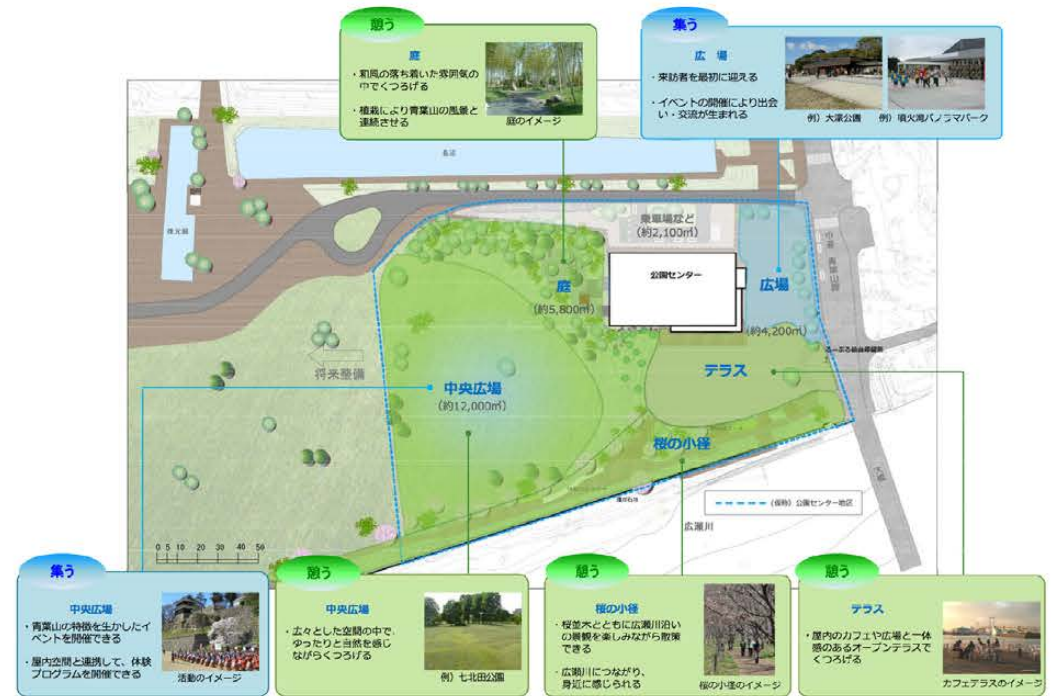 憩う
庭
・和風の落ち着いた雰囲気の
中でくつろげる
・植栽により青葉山の風景と
連続させる
庭のイメージ
集う
広 場
・来訪者を最初に迎える
・イベントの開催により出会
い・交流が生まれる
例）大濠公園
例）噴火湾パノラマパーク
長沼
駐車場など
(約2,100㎡)
公園センター
庭
(約5,800㎡)
広場
(約4,200㎡)
将来整備
中央広場
(約12,000㎡)
テラス
桜の小径
(仮称) 公園センター地区
広瀬川
0 5 10 20 30 40 50
集う
中央広場
・青葉山の特徴を生かしたイ
ベントを開催できる
・屋内空間と連携して、体験
プログラムを開催できる
活動のイメージ
憩う
中央広場
・広々とした空間の中で、
ゆったりと自然を感じ
ながらくつろげる
例）七北田公園
憩う
桜の小径
・桜並木とともに広瀬川沿い
の景観を楽しみながら散策
できる
・広瀬川につながり、
身近に感じられる
桜の小径のイメージ
憩う
テラス
・屋内のカフェや広場と一体
感のあるオープンテラスで
くつろげる
カフェテラスのイメージ